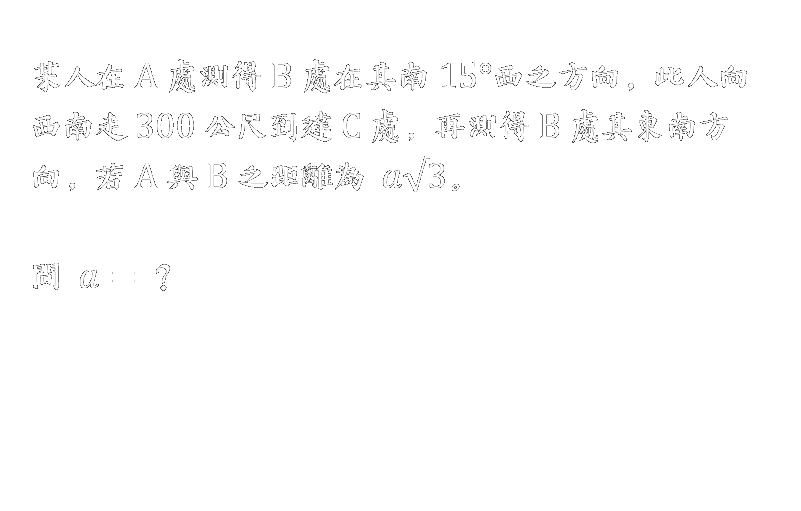 某人在 A 處測得 B 處在其南 15°西之方向，此人向
西南走 300 公尺到達 C 處，再測得 B 處其東南方
向，若 A 與 B 之距離為 a√3。
問 a = ?